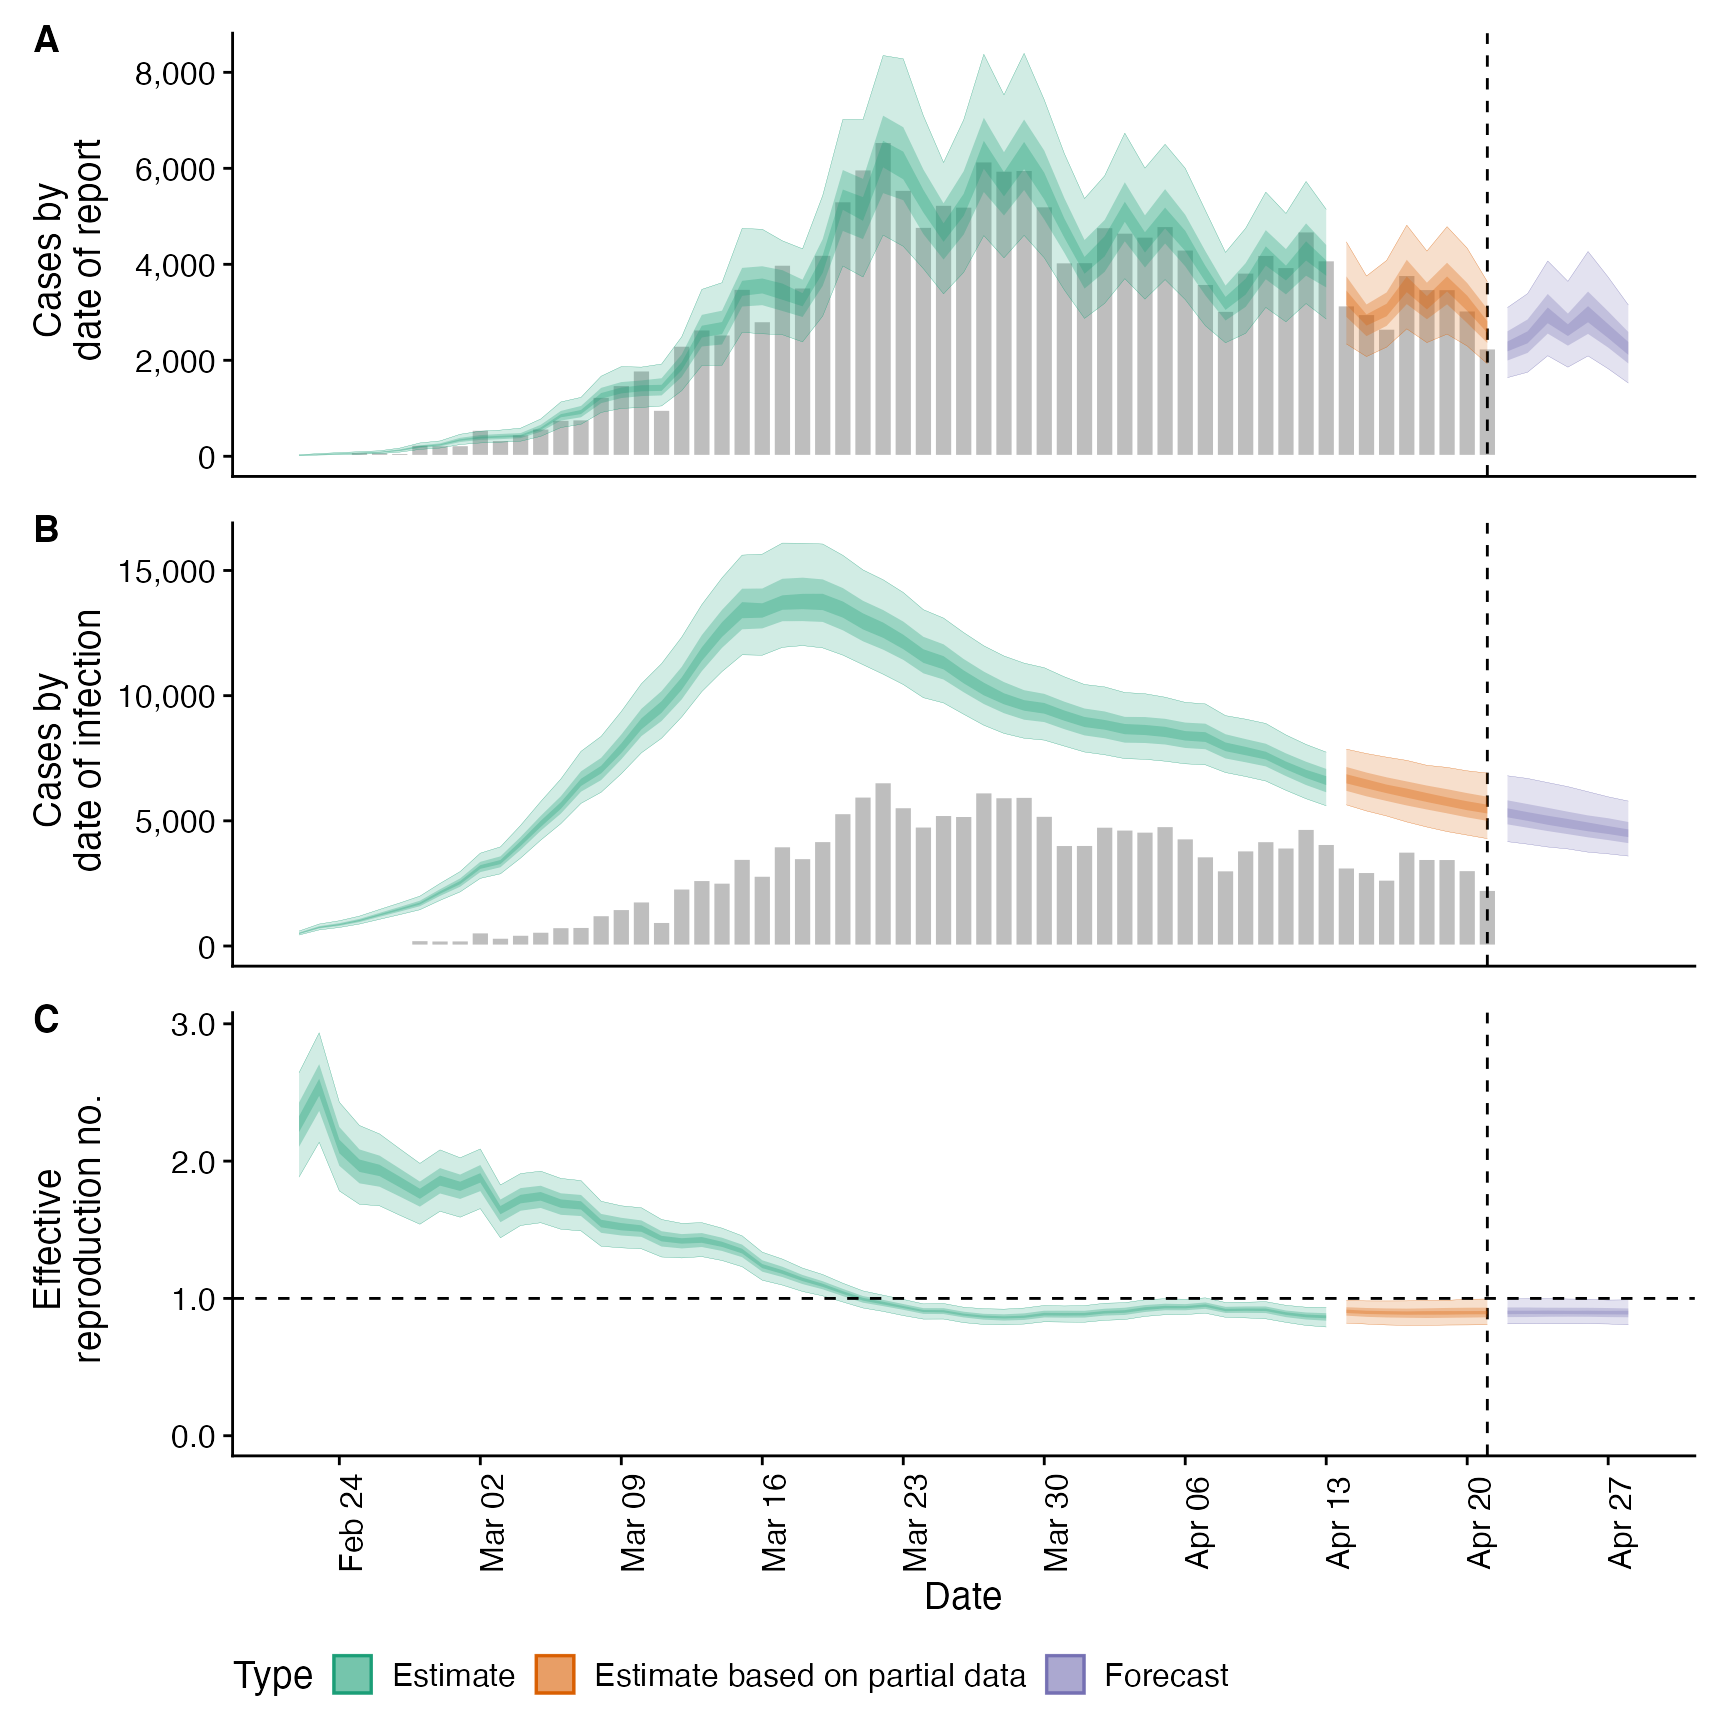 A
Cases by
date of report
8,000
6,000
4,000
2,000
0
B
Cases by
date of infection
15,000
10,000
5,000
0
C
Effective
reproduction no.
3.0
2.0
1.0
0.0
Feb 24
Mar 02
Mar 09
Mar 16
Mar 23
Mar 30
Apr 06
Apr 13
Apr 20
Apr 27
Date
Type
Estimate
Estimate based on partial data
Forecast